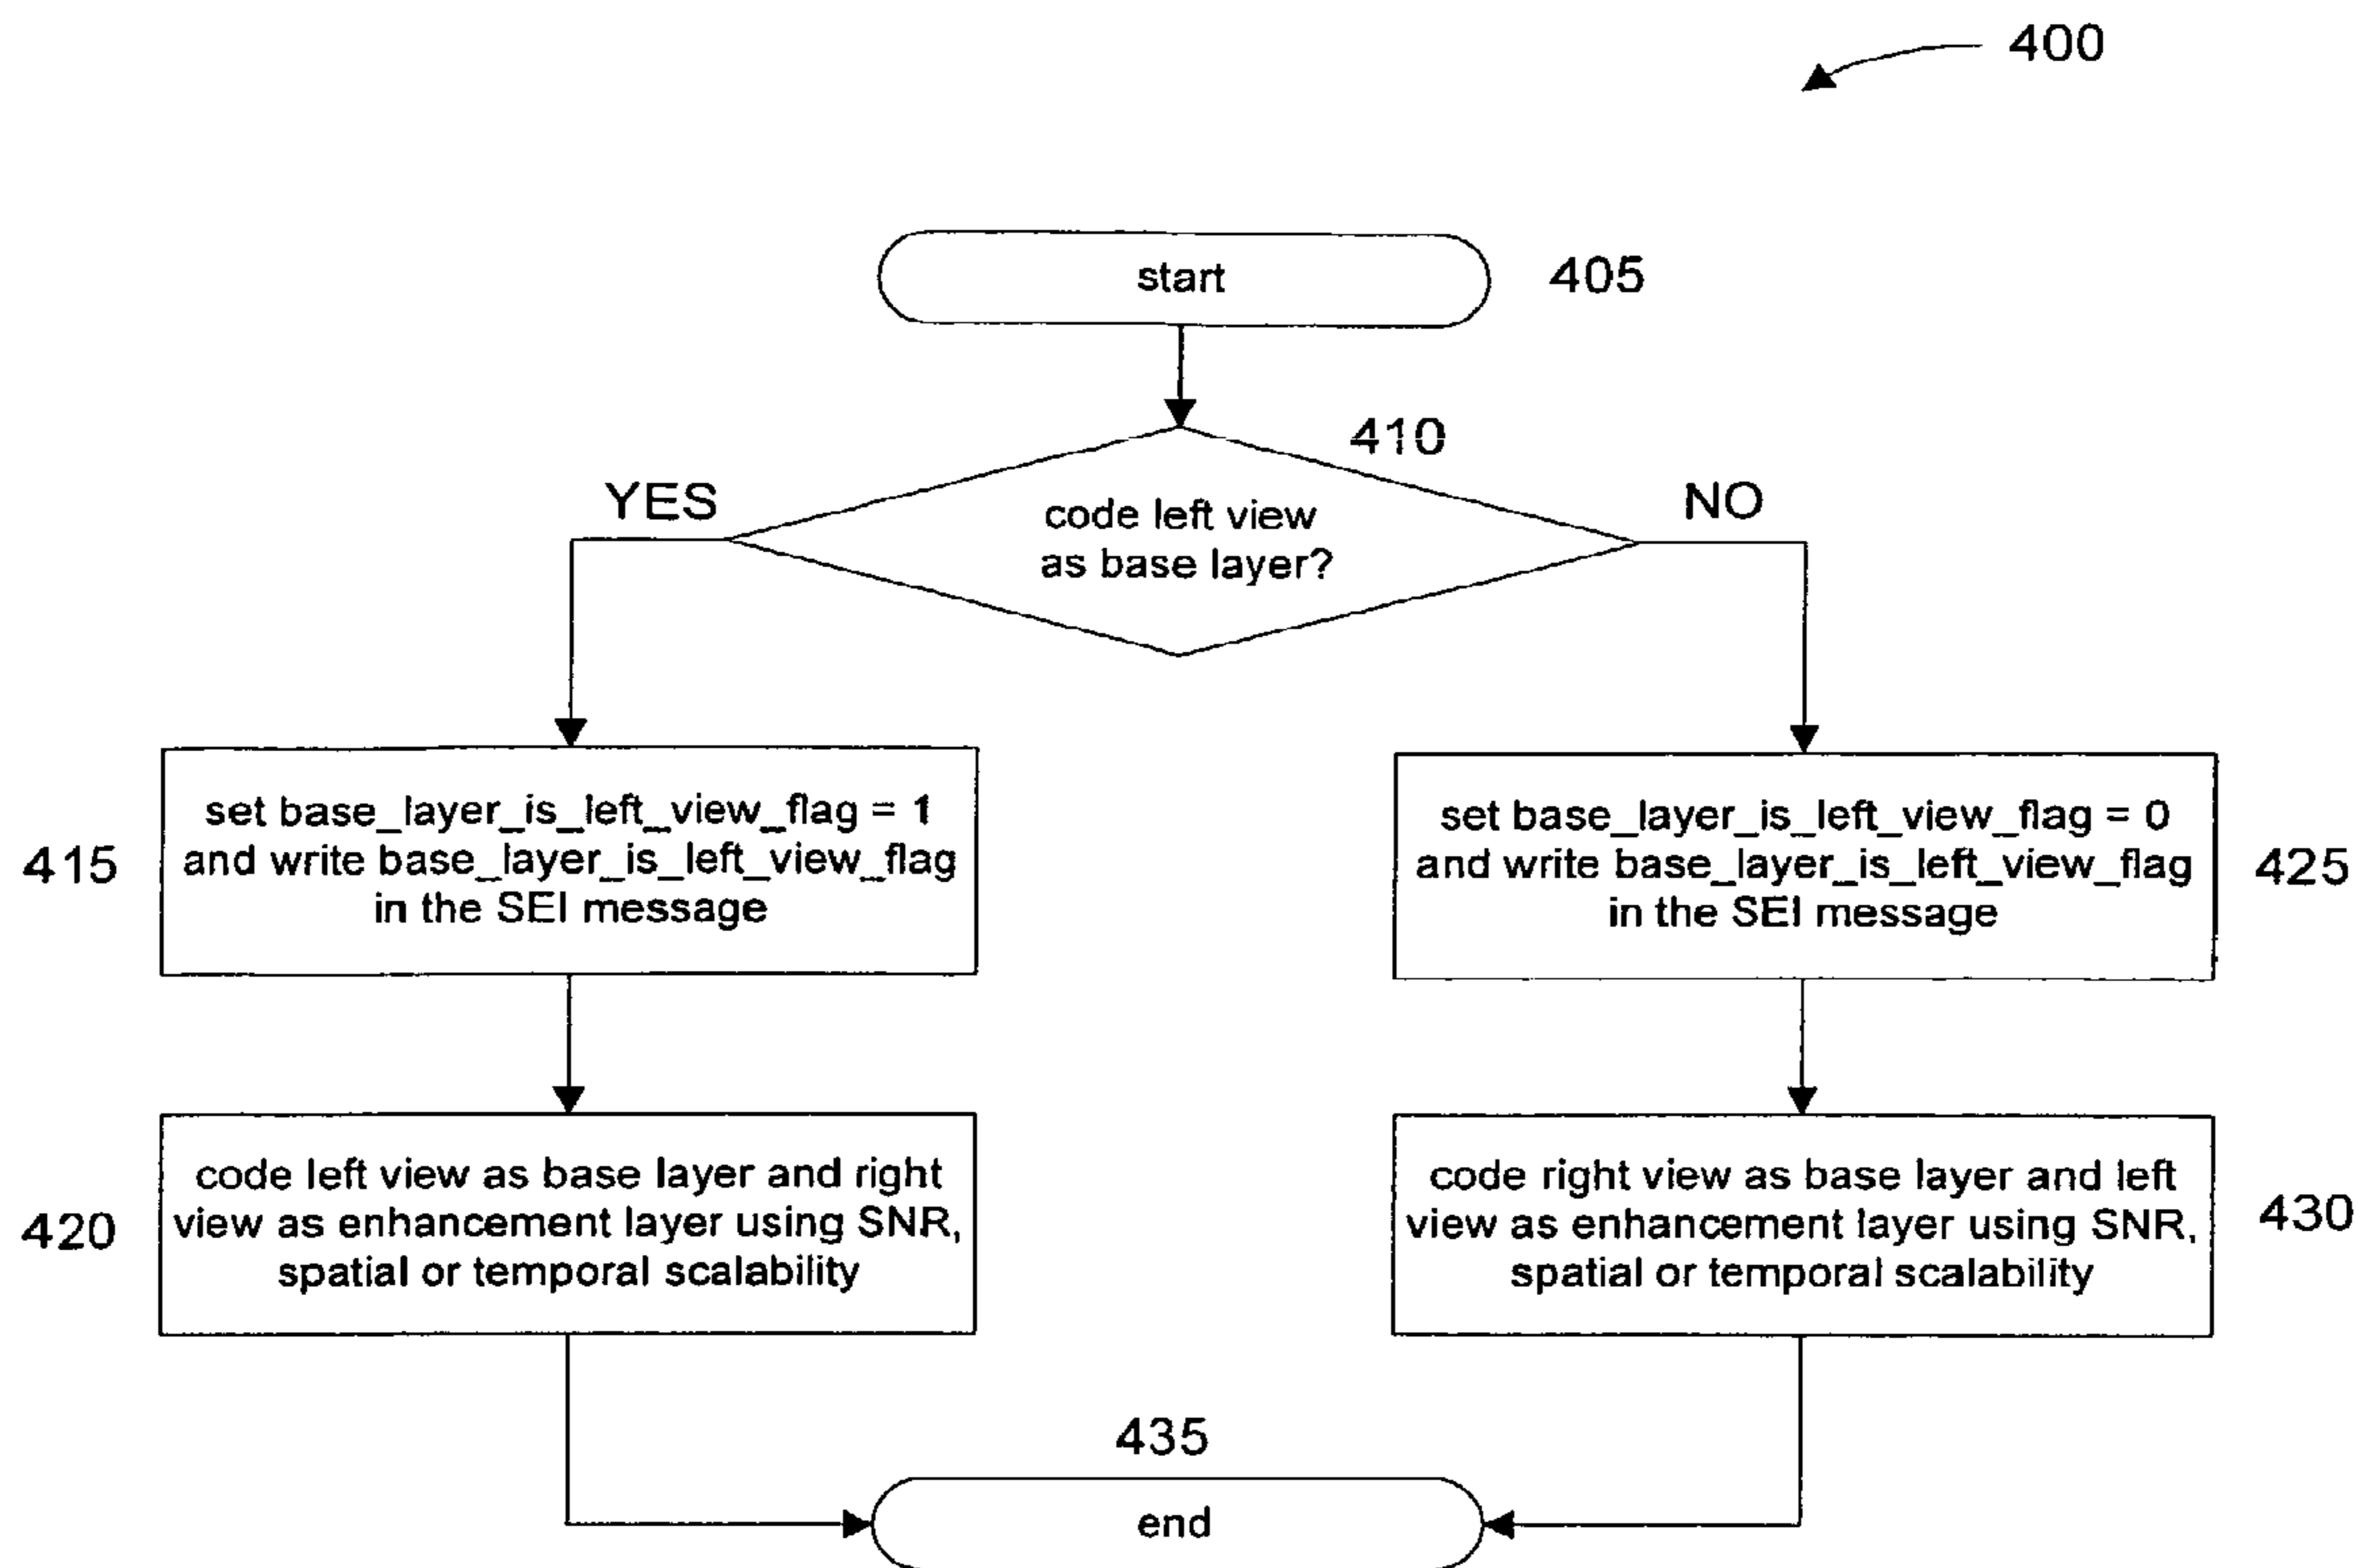 400
start
405
410
YES
NO
code left view
as base layer?
set base_layer_is_left_view_flag = 1
and write base_layer_is_left_view_flag
in the SEI message
415
set base_layer_is_left_view_flag = 0
and write base_layer_is_left_view_flag
in the SEI message
425
code left view as base layer and right
view as enhancement layer using SNR,
spatial or temporal scalability
420
code right view as base layer and left
view as enhancement layer using SNR,
spatial or temporal scalability
430
435
end